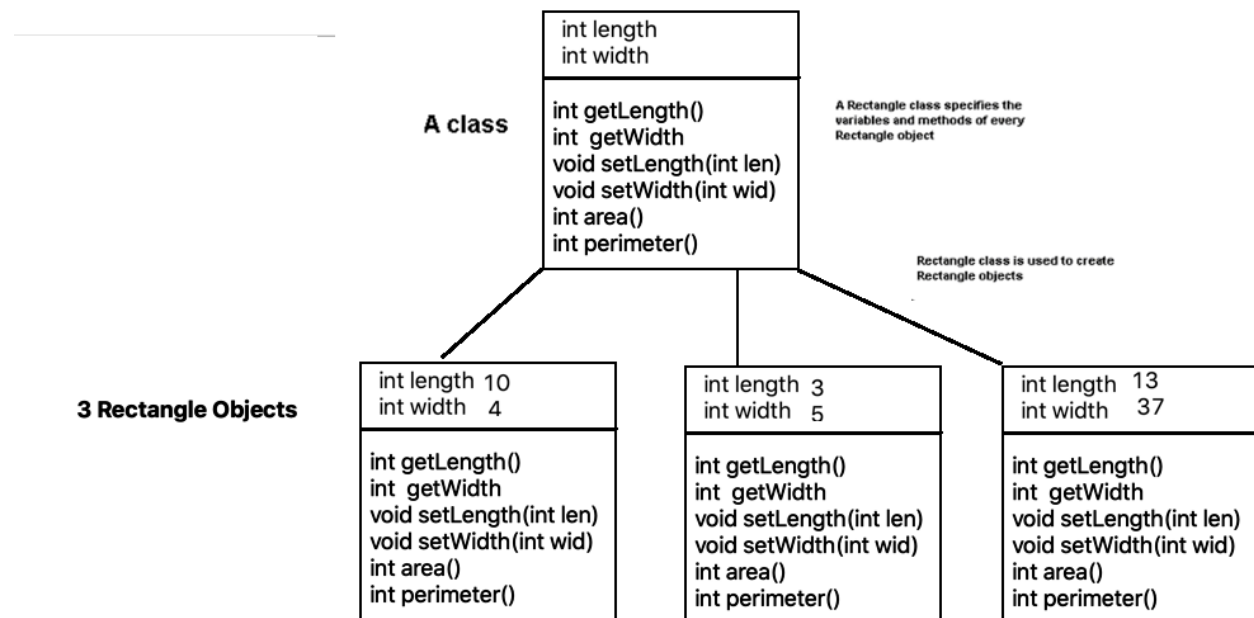 int length
int width
A class
int getLength()
int getWidth
void setLength(int len)
void setWidth(int wid)
int area()
int perimeter()
A Rectangle class specifies the
variables and methods of every
Rectangle object
Rectangle class is used to create
Rectangle objects
3 Rectangle Objects
int length 10
int width 4
int getLength()
int getWidth
void setLength(int len)
void setWidth(int wid)
int area()
int perimeter()
int length 3
int width 5
int getLength()
int getWidth
void setLength(int len)
void setWidth(int wid)
int area()
int perimeter()
int length 13
int width 37
int getLength()
int getWidth
void setLength(int len)
void setWidth(int wid)
int area()
int perimeter()